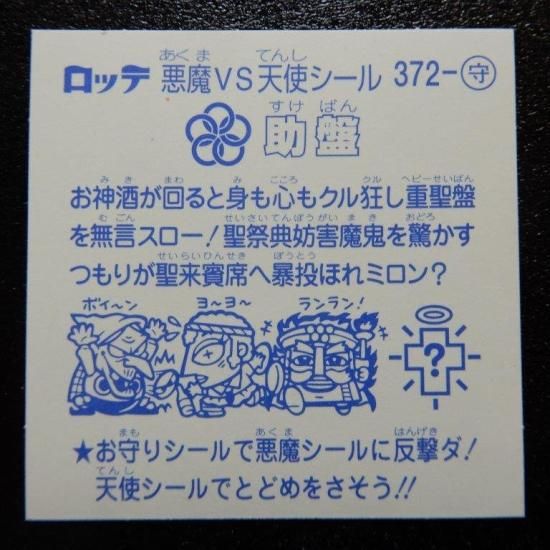 ロッテ 悪魔VS天使シール 372-守
助盤
お神酒が回ると身も心もクル狂し重聖盤
を無言スロー!聖祭典妨害魔鬼を驚かす
つもりが聖来賓席へ暴投ほれミロン?
ボイ〜ン ヨ〜ヨ〜 ランラン!
?
★お守りシールで悪魔シールに反撃ダ!
天使シールでとどめをさそう!!